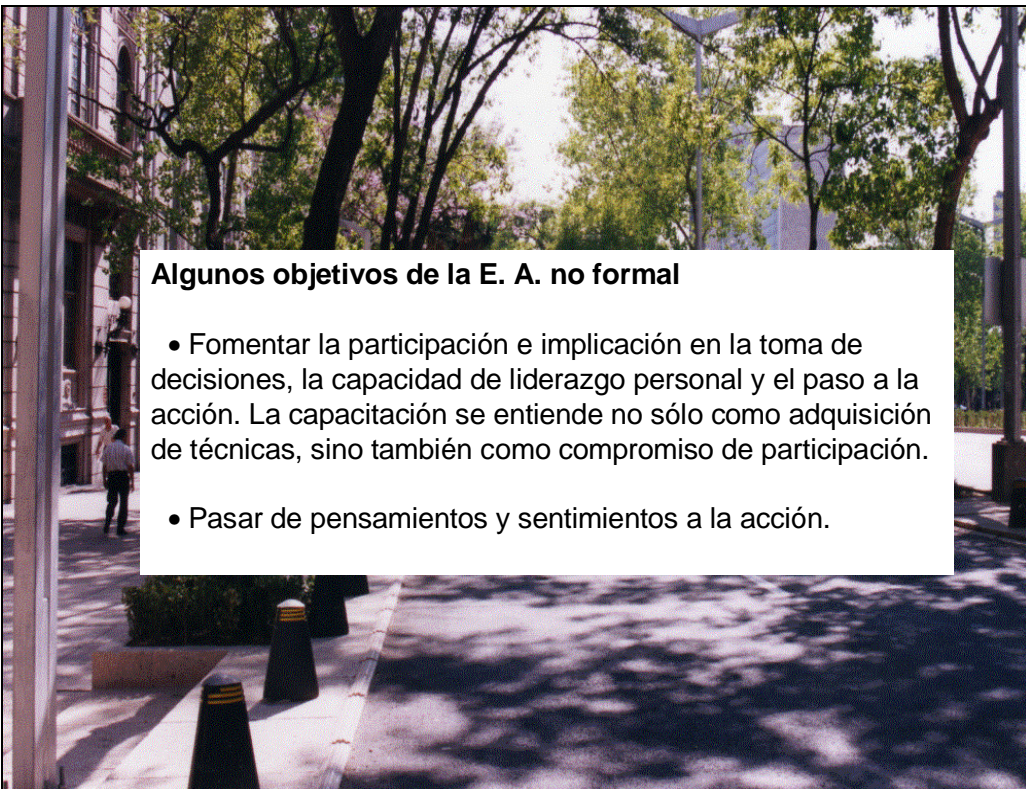 Algunos objetivos de la E. A. no formal
• Fomentar la participación e implicación en la toma de
decisiones, la capacidad de liderazgo personal y el paso a la
acción. La capacitación se entiende no sólo como adquisición
de técnicas, sino también como compromiso de participación.
• Pasar de pensamientos y sentimientos a la acción.